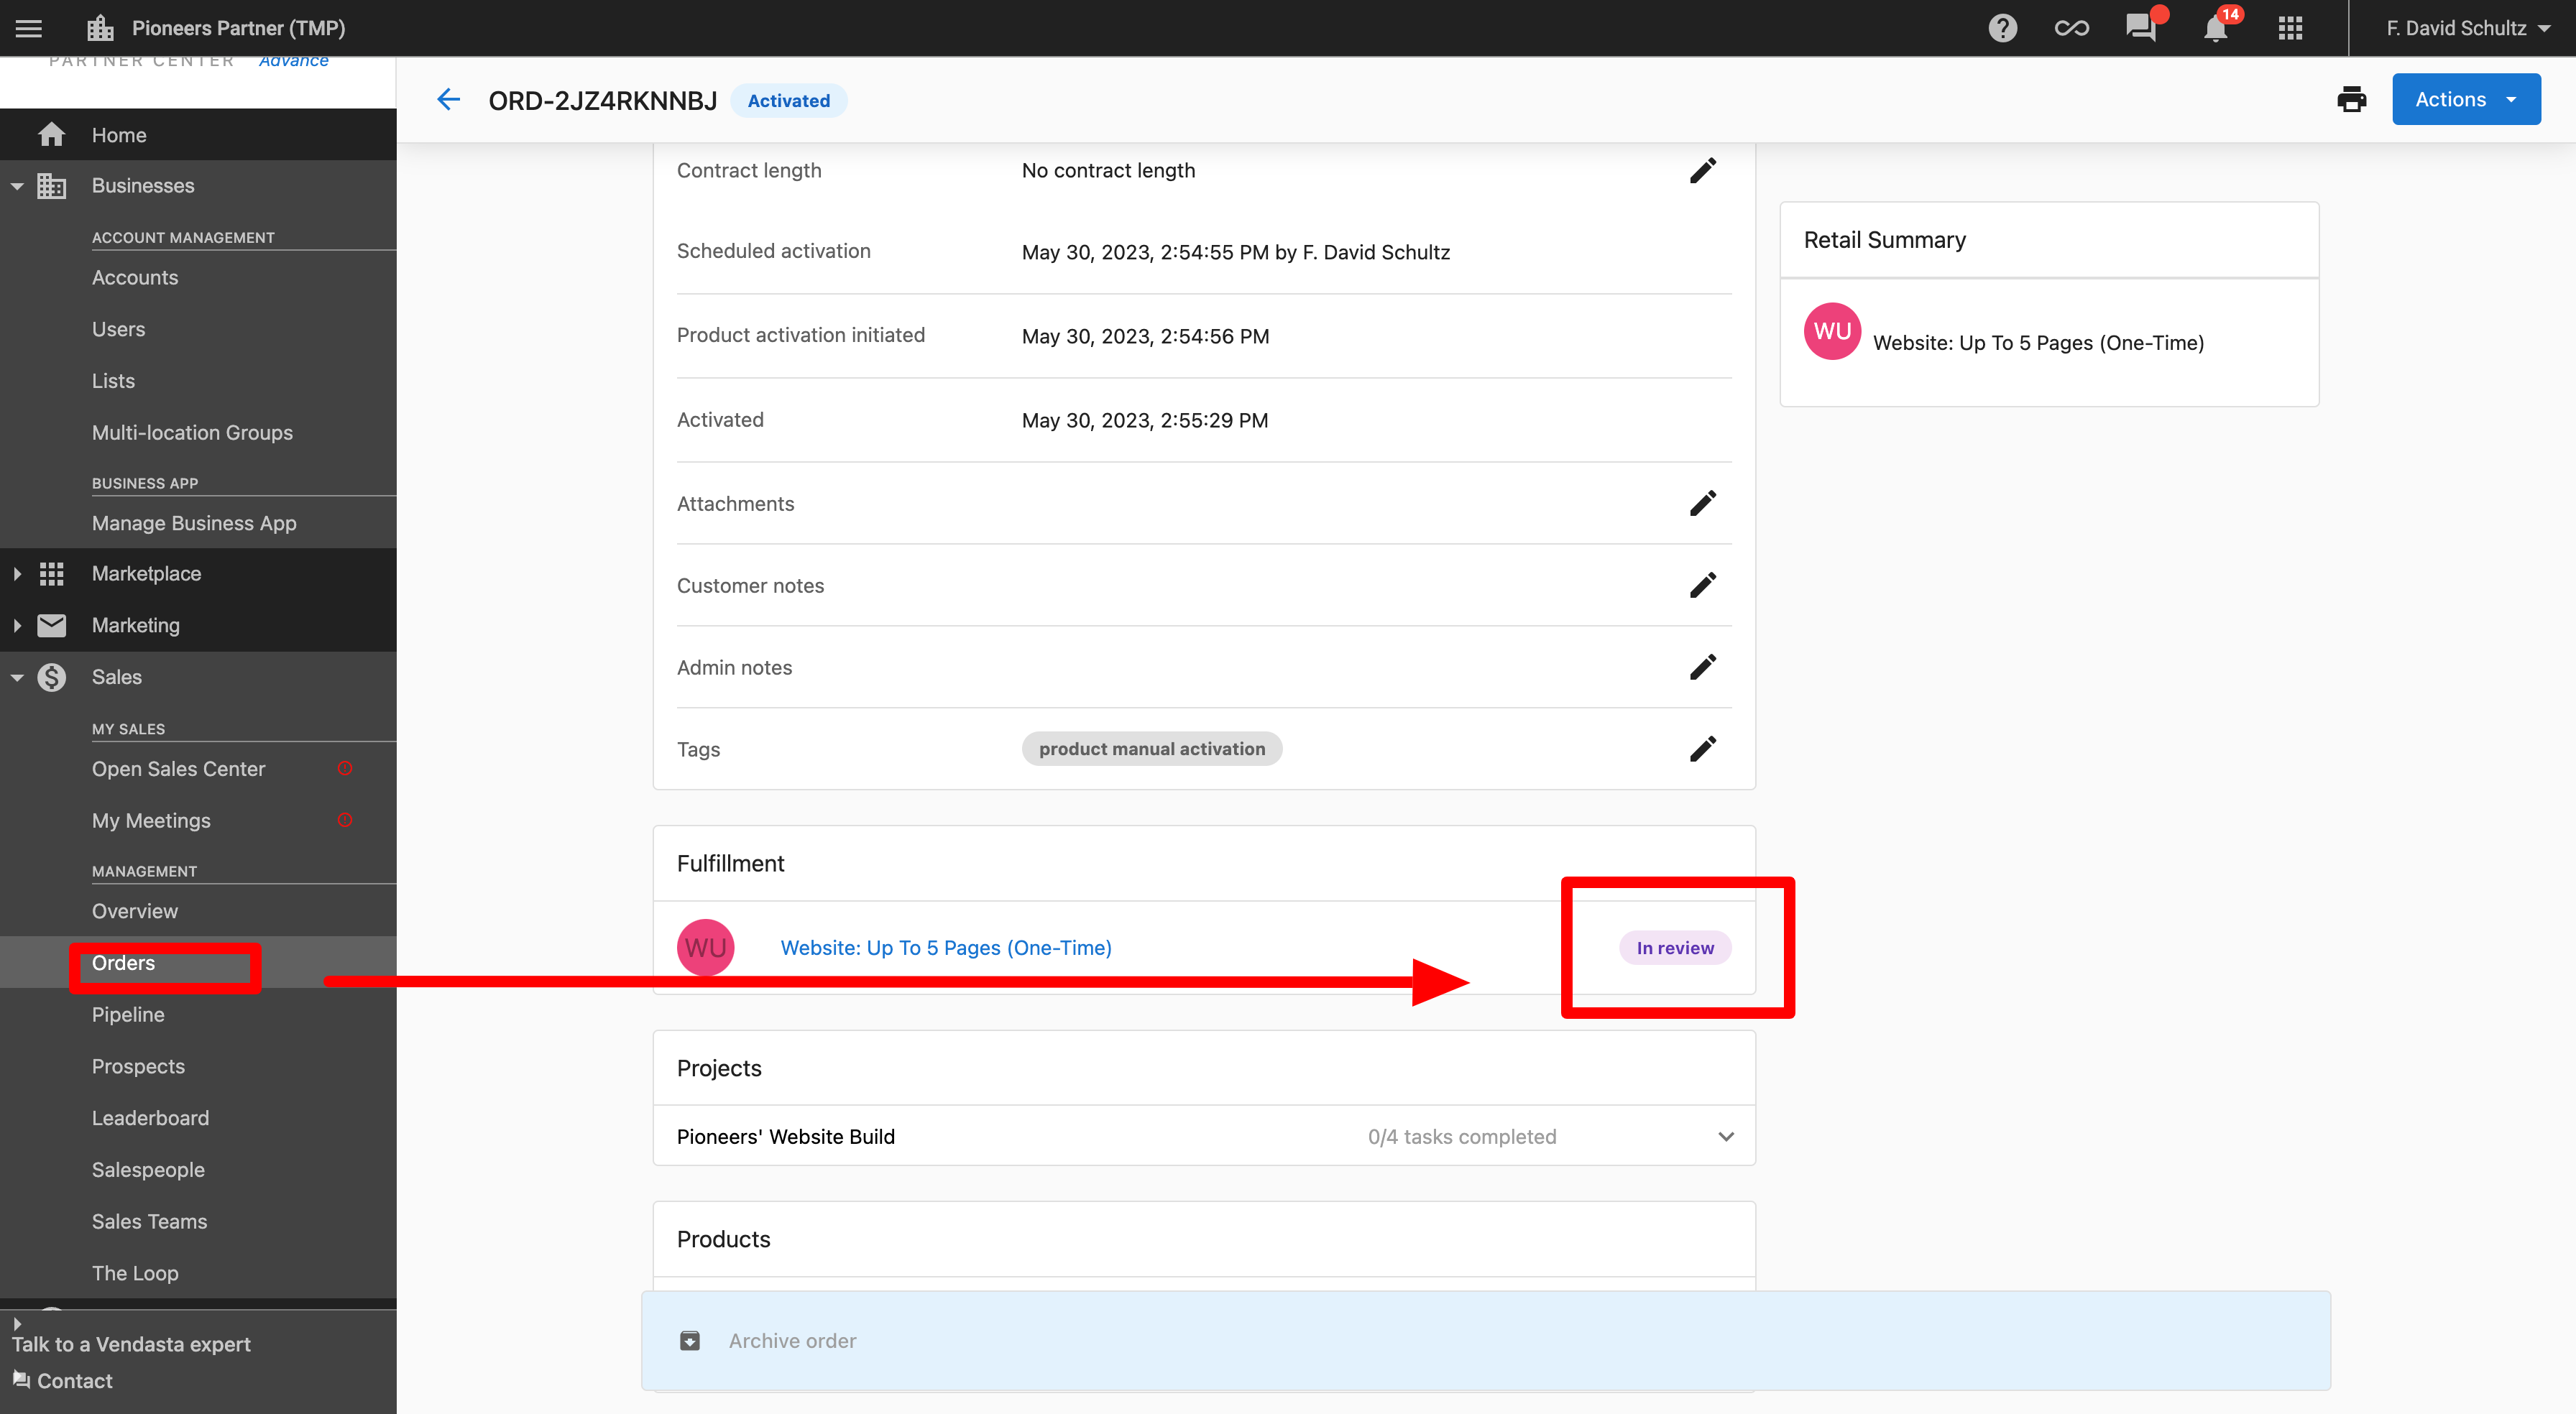 Pioneers Partner (TMP)
14
F. David Schultz
PARTNER CENTER Advance
ORD-2JZ4RKNNBJ
Activated
Actions
Home
Businesses
ACCOUNT MANAGEMENT
Accounts
Users
Lists
Multi-location Groups
BUSINESS APP
Manage Business App
Marketplace
Marketing
Sales
MY SALES
Open Sales Center
My Meetings
MANAGEMENT
Overview
Orders
Pipeline
Prospects
Leaderboard
Salespeople
Sales Teams
The Loop
Talk to a Vendasta expert
Contact
Contract length No contract length
Scheduled activation May 30, 2023, 2:54:55 PM by F. David Schultz
Product activation initiated May 30, 2023, 2:54:56 PM
Activated May 30, 2023, 2:55:29 PM
Attachments
Customer notes
Admin notes
Tags product manual activation
Fulfillment
WU Website: Up To 5 Pages (One-Time) In review
Projects
Pioneers' Website Build 0/4 tasks completed
Products
Archive order
Retail Summary
WU Website: Up To 5 Pages (One-Time)